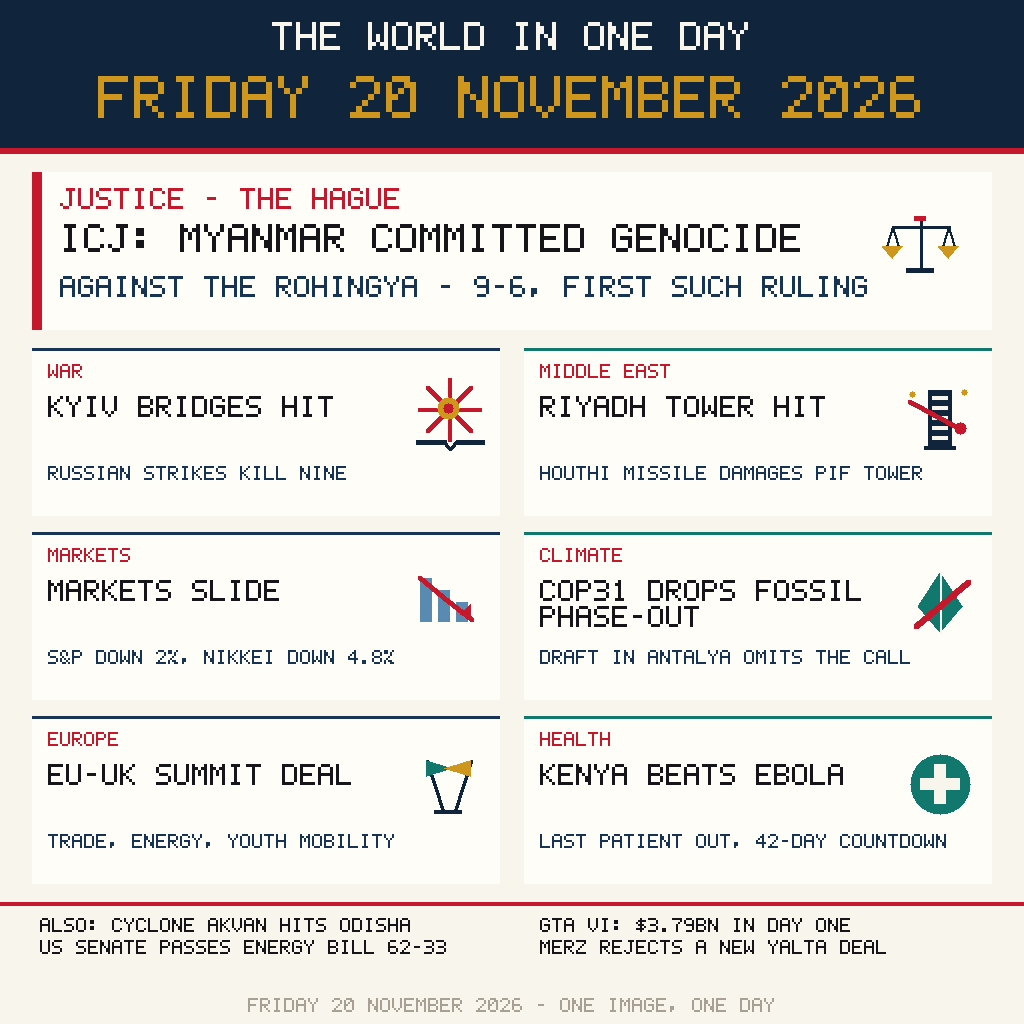 THE WORLD IN ONE DAY
FRIDAY 20 NOVEMBER 2026
JUSTICE - THE HAGUE
ICJ: MYANMAR COMMITTED GENOCIDE
AGAINST THE ROHINGYA - 9-6, FIRST SUCH RULING
WAR
KYIV BRIDGES HIT
RUSSIAN STRIKES KILL NINE
MIDDLE EAST
RIYADH TOWER HIT
HOUTHI MISSILE DAMAGES PIF TOWER
MARKETS
MARKETS SLIDE
S&P DOWN 2%, NIKKEI DOWN 4.8%
CLIMATE
COP31 DROPS FOSSIL
PHASE-OUT
DRAFT IN ANTALYA OMITS THE CALL
EUROPE
EU-UK SUMMIT DEAL
TRADE, ENERGY, YOUTH MOBILITY
HEALTH
KENYA BEATS EBOLA
LAST PATIENT OUT, 42-DAY COUNTDOWN
ALSO: CYCLONE AKVAN HITS ODISHA
US SENATE PASSES ENERGY BILL 62-33
GTA VI: $3.79BN IN DAY ONE
MERZ REJECTS A NEW YALTA DEAL
FRIDAY 20 NOVEMBER 2026 - ONE IMAGE, ONE DAY